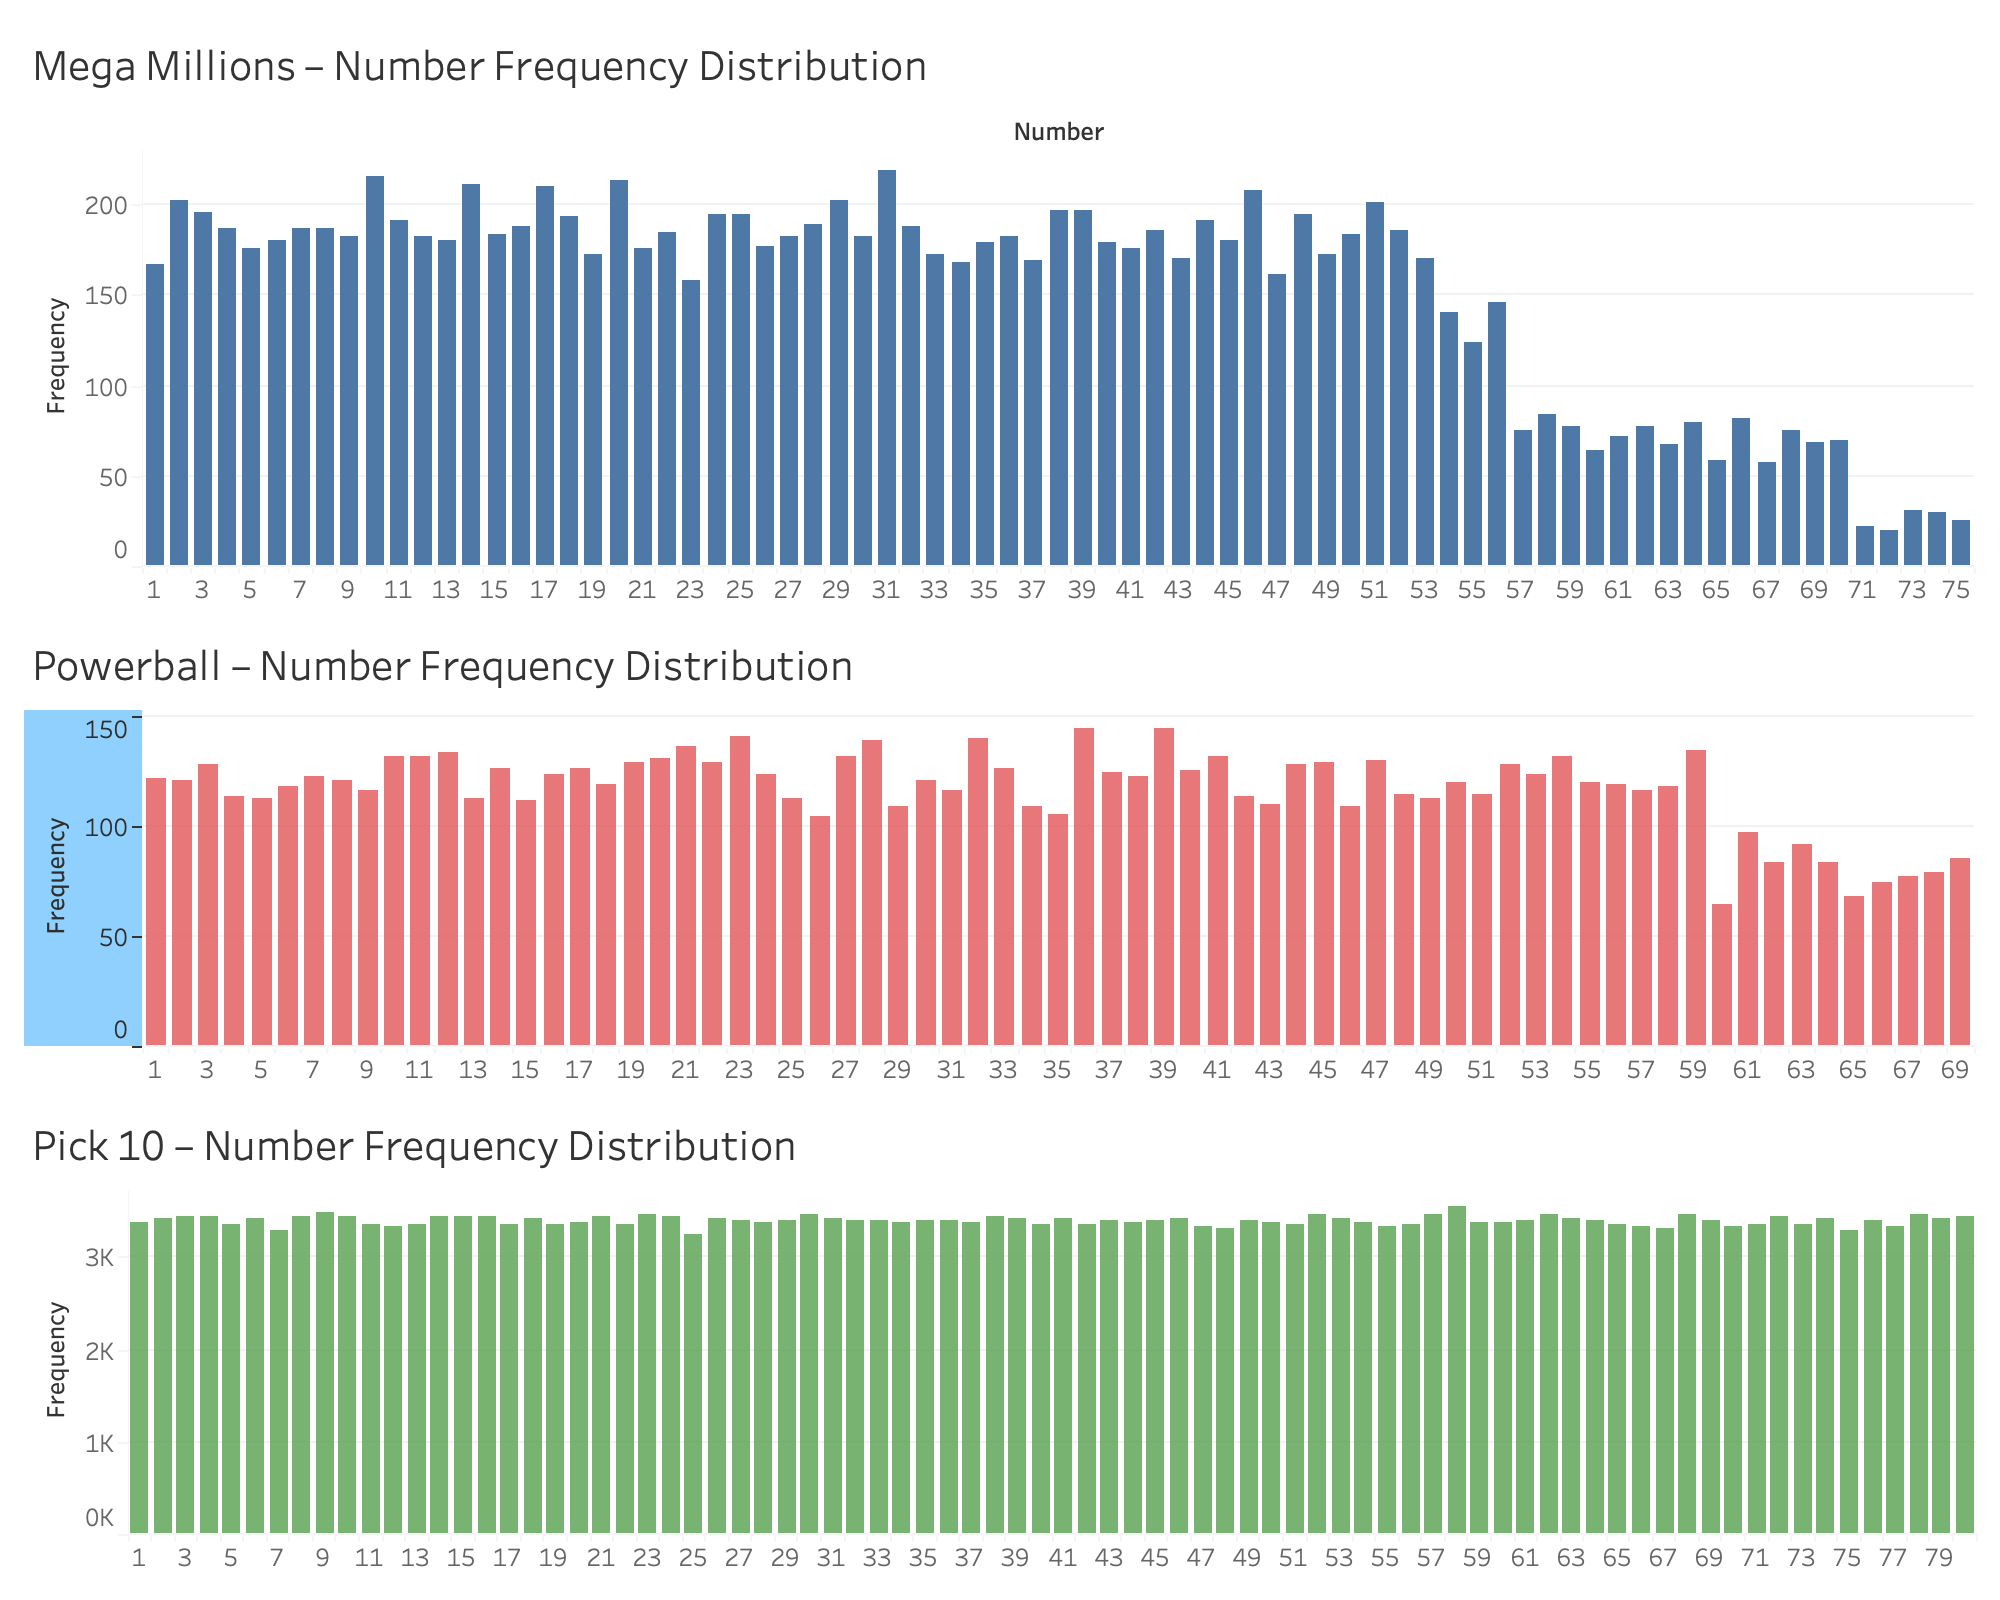 Mega Millions – Number Frequency Distribution
Number
Frequency
200
150
100
50
0
1 3 5 7 9 11 13 15 17 19 21 23 25 27 29 31 33 35 37 39 41 43 45 47 49 51 53 55 57 59 61 63 65 67 69 71 73 75
Powerball – Number Frequency Distribution
Frequency
150
100
50
0
1 3 5 7 9 11 13 15 17 19 21 23 25 27 29 31 33 35 37 39 41 43 45 47 49 51 53 55 57 59 61 63 65 67 69
Pick 10 – Number Frequency Distribution
Frequency
3K
2K
1K
0K
1 3 5 7 9 11 13 15 17 19 21 23 25 27 29 31 33 35 37 39 41 43 45 47 49 51 53 55 57 59 61 63 65 67 69 71 73 75 77 79